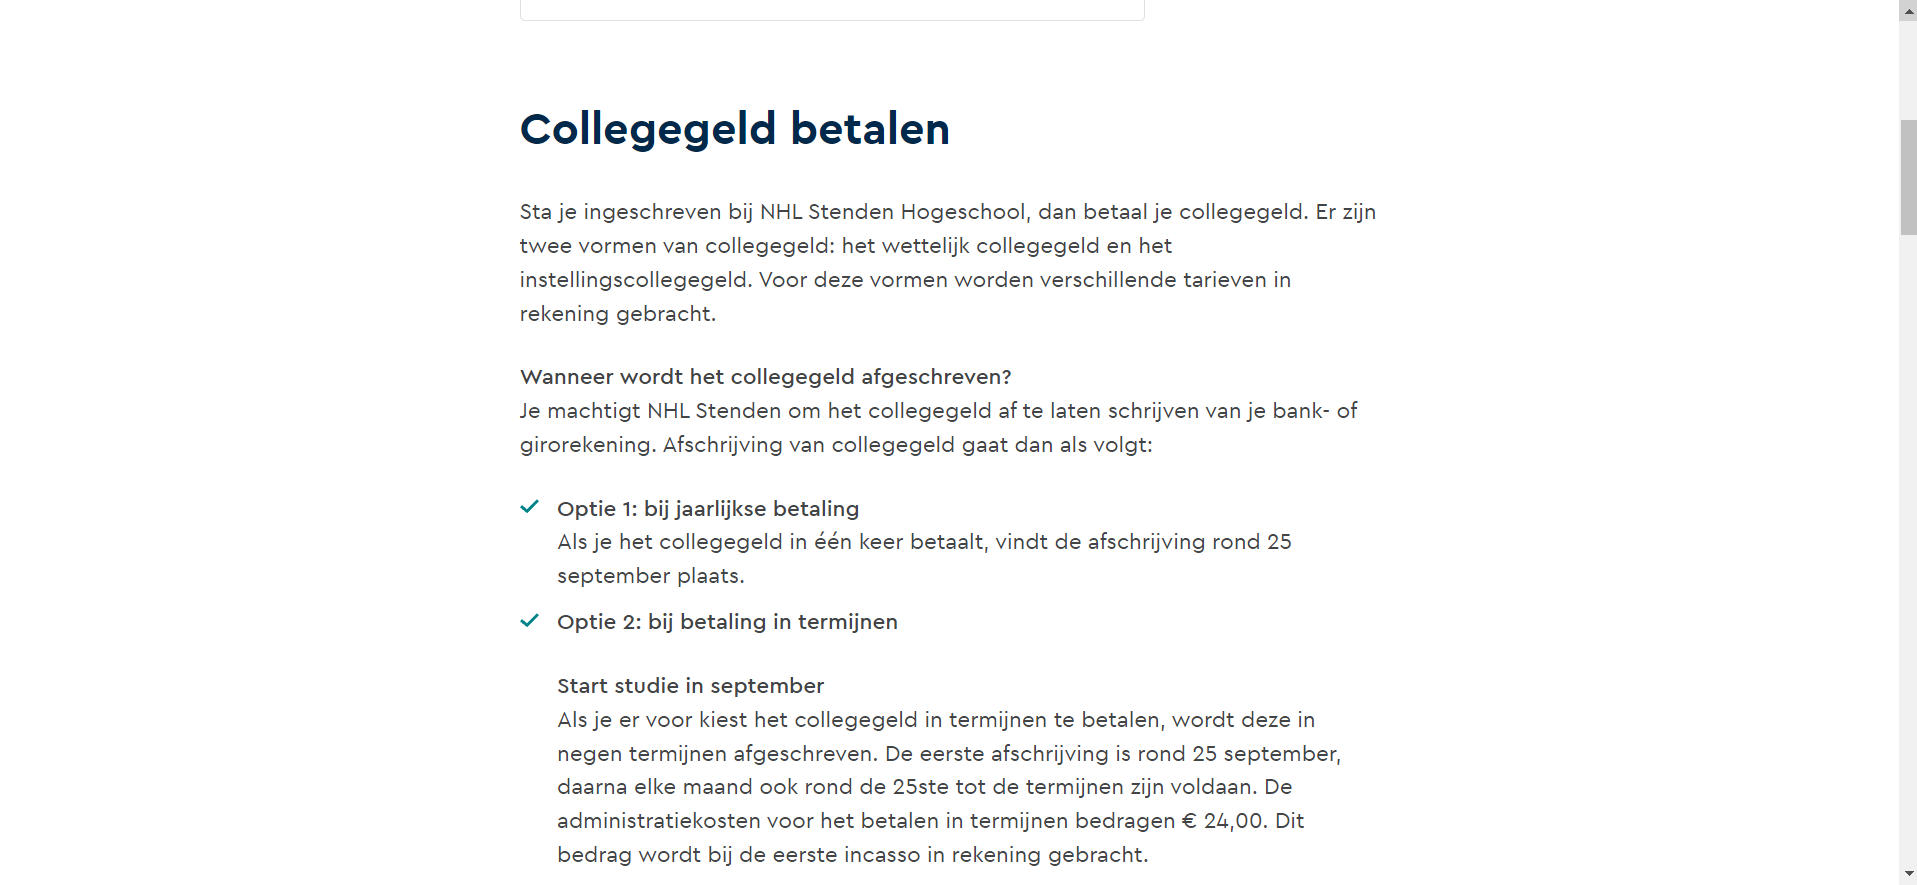 Collegegeld betalen
Sta je ingeschreven bij NHL Stenden Hogeschool, dan betaal je collegegeld. Er zijn
twee vormen van collegegeld: het wettelijk collegegeld en het
instellingscollegegeld. Voor deze vormen worden verschillende tarieven in
rekening gebracht.
Wanneer wordt het collegegeld afgeschreven?
Je machtigt NHL Stenden om het collegegeld af te laten schrijven van je bank- of
girorekening. Afschrijving van collegegeld gaat dan als volgt:
Optie 1: bij jaarlijkse betaling
Als je het collegegeld in één keer betaalt, vindt de afschrijving rond 25
september plaats.
Optie 2: bij betaling in termijnen
Start studie in september
Als je er voor kiest het collegegeld in termijnen te betalen, wordt deze in
negen termijnen afgeschreven. De eerste afschrijving is rond 25 september,
daarna elke maand ook rond de 25ste tot de termijnen zijn voldaan. De
administratiekosten voor het betalen in termijnen bedragen € 24,00. Dit
bedrag wordt bij de eerste incasso in rekening gebracht.